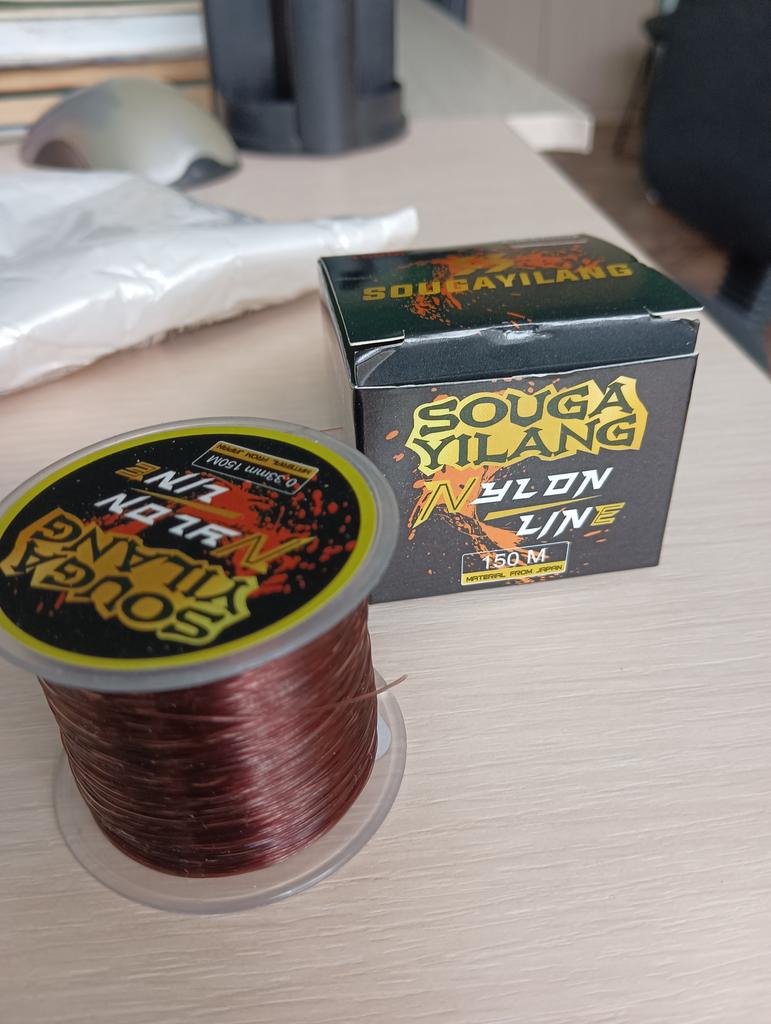 SOUGAYILANG
SOUGA
YILANG
NYLON
LINE
150 M
MATERIAL FROM JAPAN
SOUGA
YILANG
NYLON
LINE
0.33mm 150M
MATERIAL FROM JAPAN